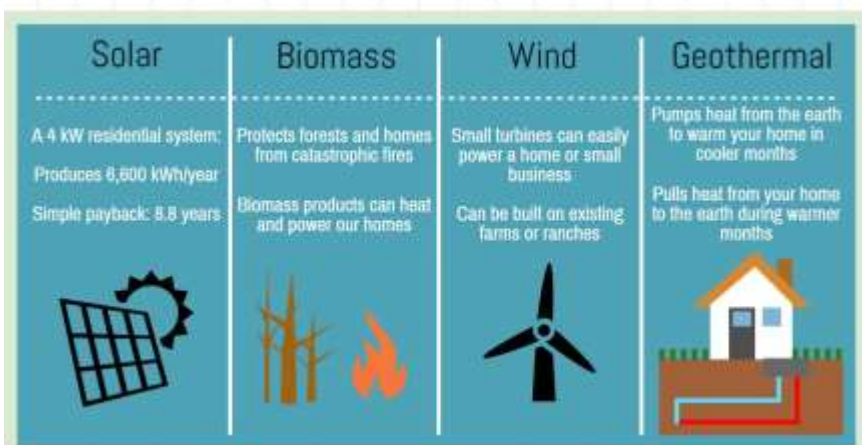 Solar
A 4 kW residential system:
Produces 6,600 kWh/year
Simple payback: 8.8 years
Biomass
Protects forests and homes
from catastrophic fires
Biomass products can heat
and power our homes
Wind
Small turbines can easily
power a home or small
business
Can be built on existing
farms or ranches
Geothermal
Pumps heat from the earth
to warm your home in
cooler months
Pulls heat from your home
to the earth during warmer
months